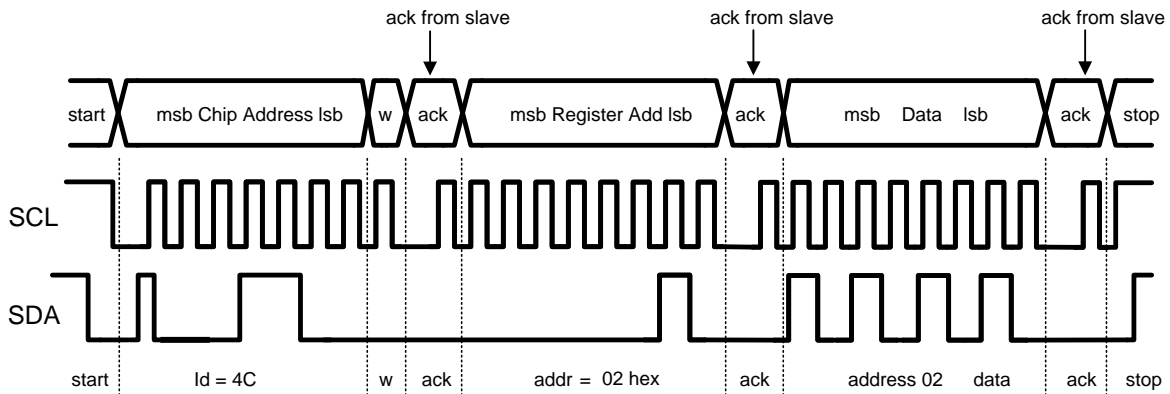 ack from slave ack from slave ack from slave
start msb Chip Address lsb w ack msb Register Add lsb ack msb Data lsb ack stop
SCL
SDA
start Id = 4C w ack addr = 02 hex ack address 02 data ack stop